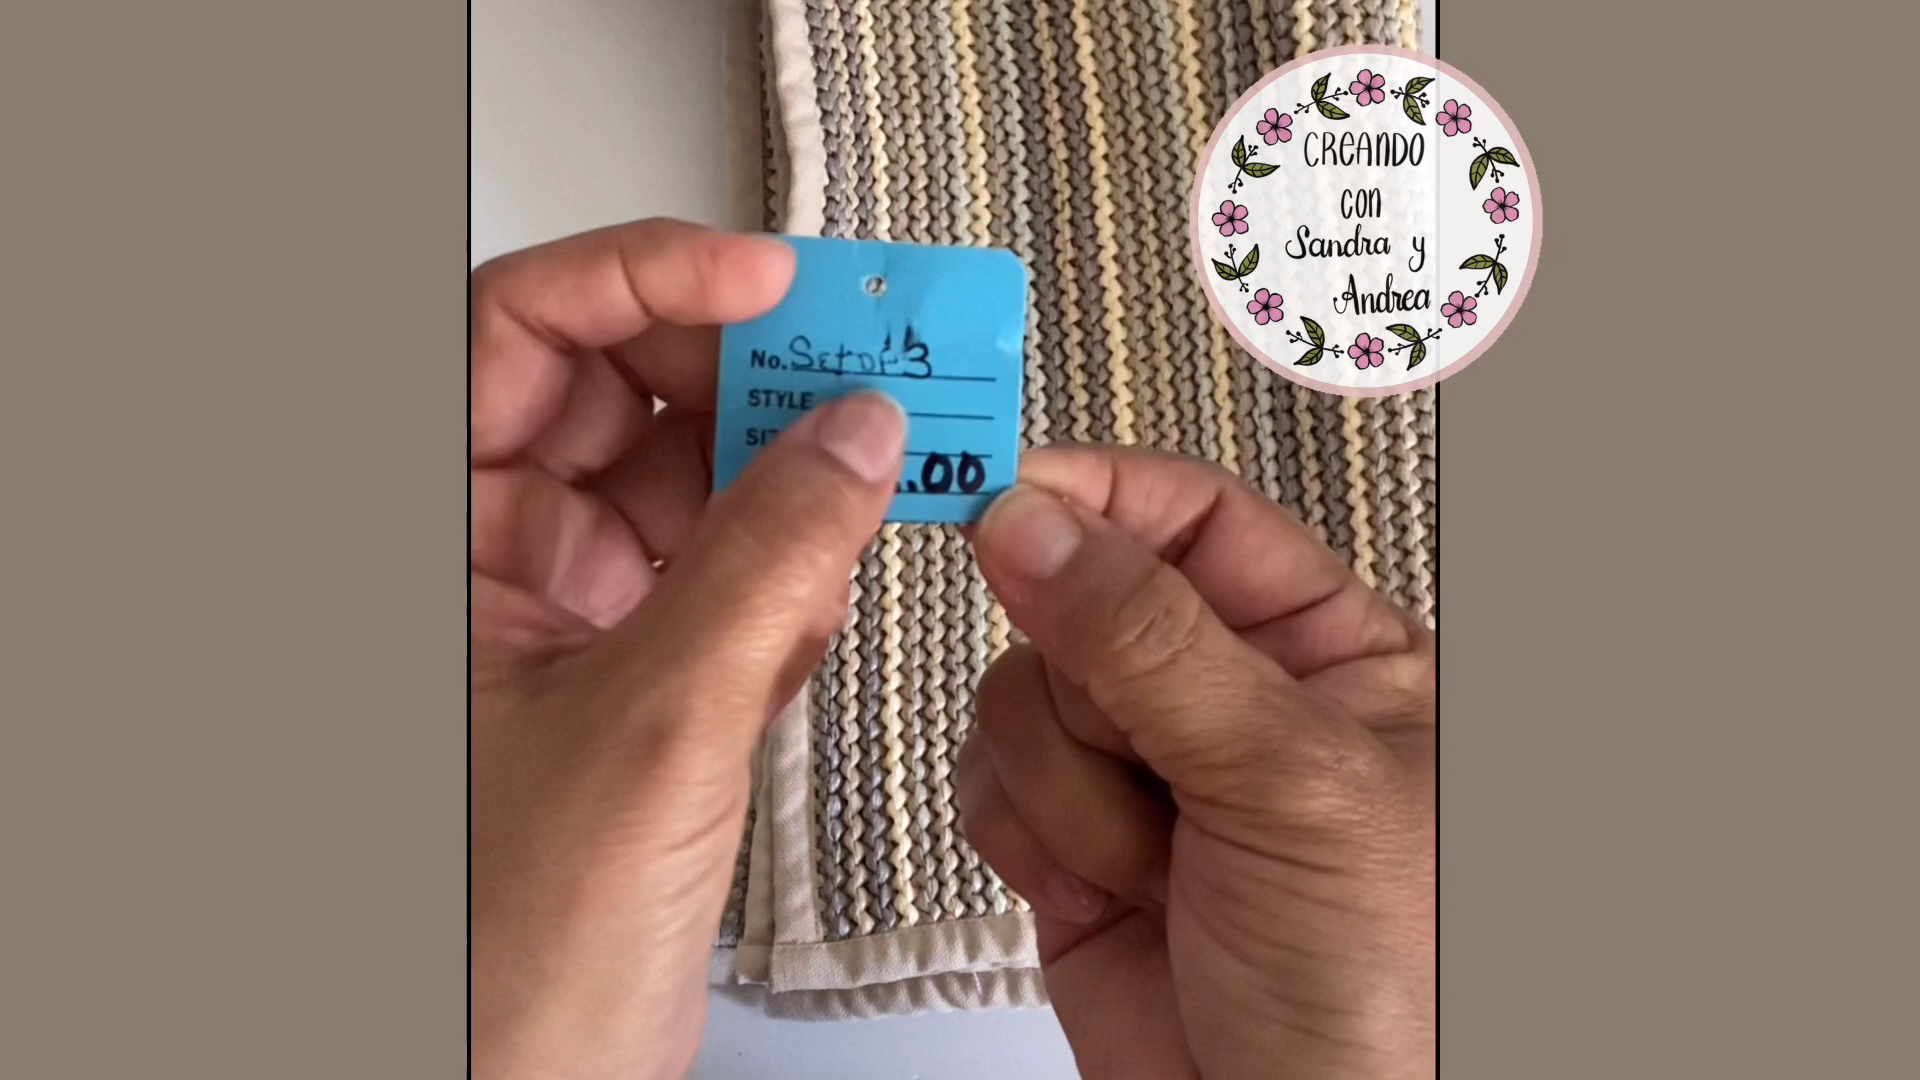 No. Set of 3
STYLE
.00
CREANDO
con
Sandra y
Andrea